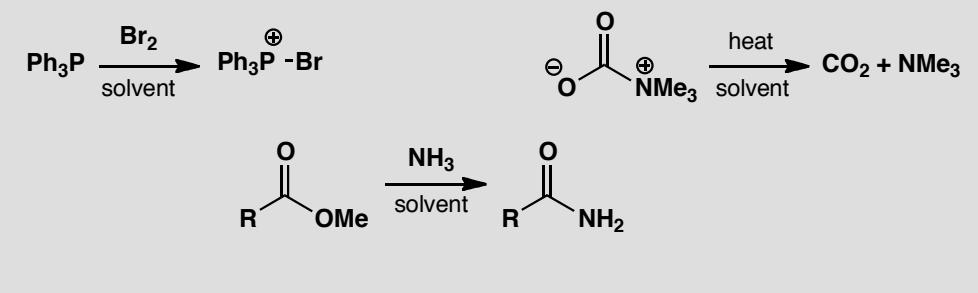 Ph₃P Br₂ solvent Ph₃P⊕-Br
O ⊖O ⊕NMe₃ heat solvent CO₂ + NMe₃
O R OMe NH₃ solvent O R NH₂